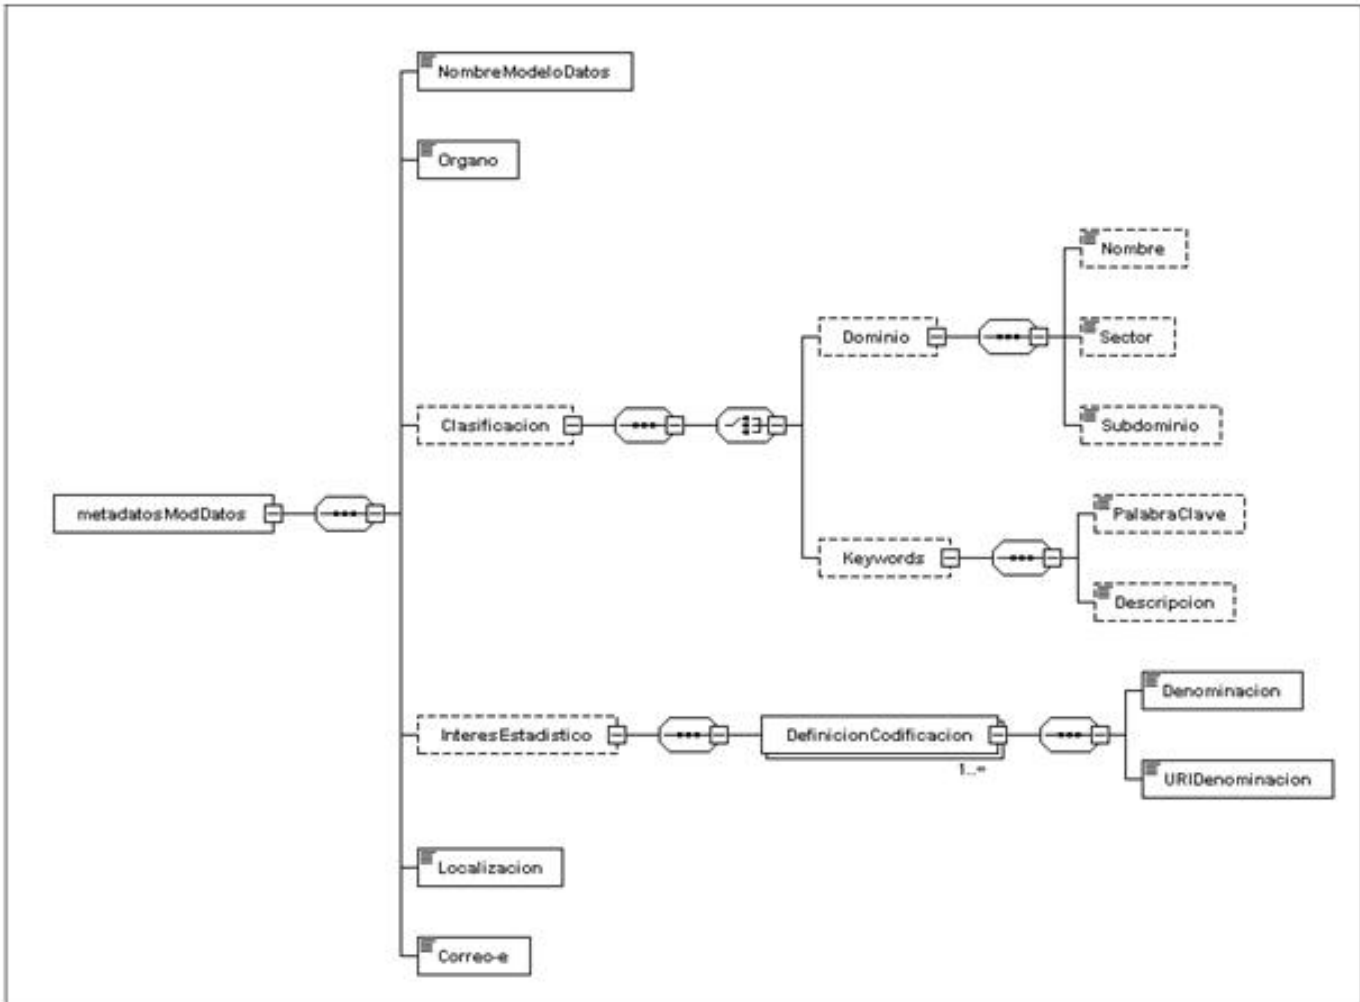 NombreModeloDatos
Organo
Nombre
Dominio
Sector
Clasificacion
Subdominio
metadatosModDatos
PalabraClave
Keywords
Descripcion
Denominacion
InteresEstadistico
DefinicionCodificacion
1..∞
URIDenominacion
Localizacion
Correo-e